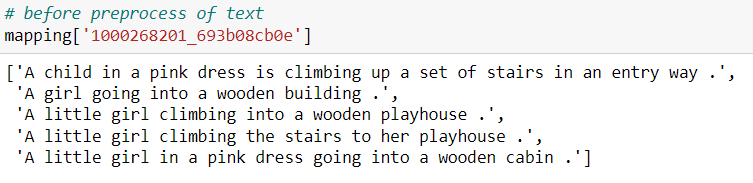 # before preprocess of text
mapping['1000268201_693b08cb0e']
['A child in a pink dress is climbing up a set of stairs in an entry way .',
'A girl going into a wooden building .',
'A little girl climbing into a wooden playhouse .',
'A little girl climbing the stairs to her playhouse .',
'A little girl in a pink dress going into a wooden cabin .']